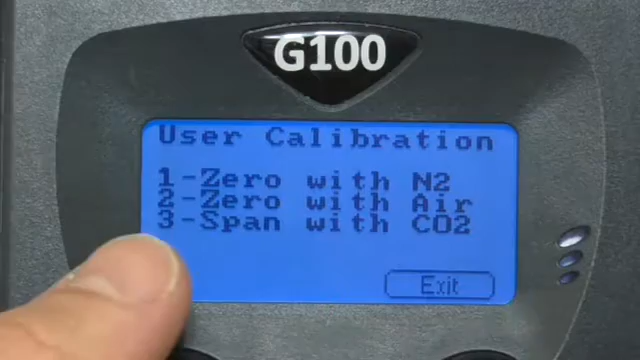 G100
User Calibration
1-Zero with N2
2-Zero with Air
3-Span with CO2
Exit